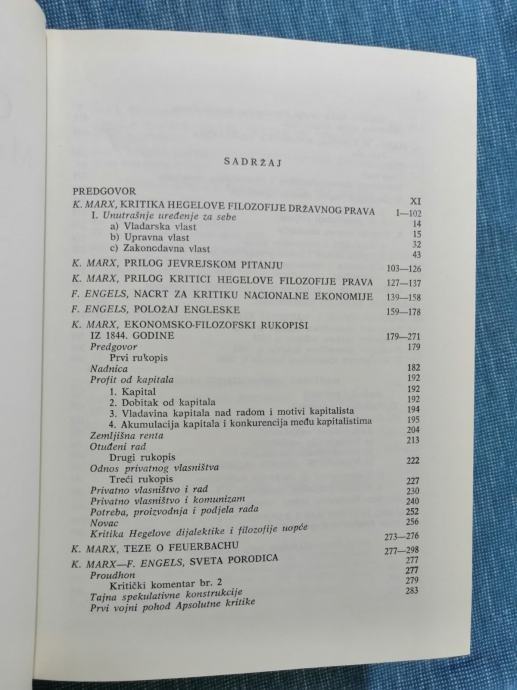 SADRŽAJ
PREDGOVOR XI
K. MARX, KRITIKA HEGELOVE FILOZOFIJE DRŽAVNOG PRAVA 1—102
I. Unutrašnje uređenje za sebe 14
a) Vladarska vlast 15
b) Upravna vlast 32
c) Zakonodavna vlast 43
K. MARX, PRILOG JEVREJSKOM PITANJU 103—126
K. MARX, PRILOG KRITICI HEGELOVE FILOZOFIJE PRAVA 127—137
F. ENGELS, NACRT ZA KRITIKU NACIONALNE EKONOMIJE 139—158
F. ENGELS, POLOŽAJ ENGLESKE 159—178
K. MARX, EKONOMSKO-FILOZOFSKI RUKOPISI
IZ 1844. GODINE 179—271
Predgovor 179
Prvi rukopis
Nadnica 182
Profit od kapitala 192
1. Kapital 192
2. Dobitak od kapitala 192
3. Vladavina kapitala nad radom i motivi kapitalista 194
4. Akumulacija kapitala i konkurencija među kapitalistima 195
Zemljišna renta 204
Otuđeni rad 213
Drugi rukopis
Odnos privatnog vlasništva 222
Treći rukopis
Privatno vlasništvo i rad 227
Privatno vlasništvo i komunizam 230
Potreba, proizvodnja i podjela rada 240
Novac 252
Kritika Hegelove dijalektike i filozofije uopće 256
K. MARX, TEZE O FEUERBACHU 273—276
K. MARX—F. ENGELS, SVETA PORODICA 277—298
Proudhon 277
Kritički komentar br. 2 277
Tajna spekulativne konstrukcije 279
Prvi vojni pohod Apsolutne kritike 283